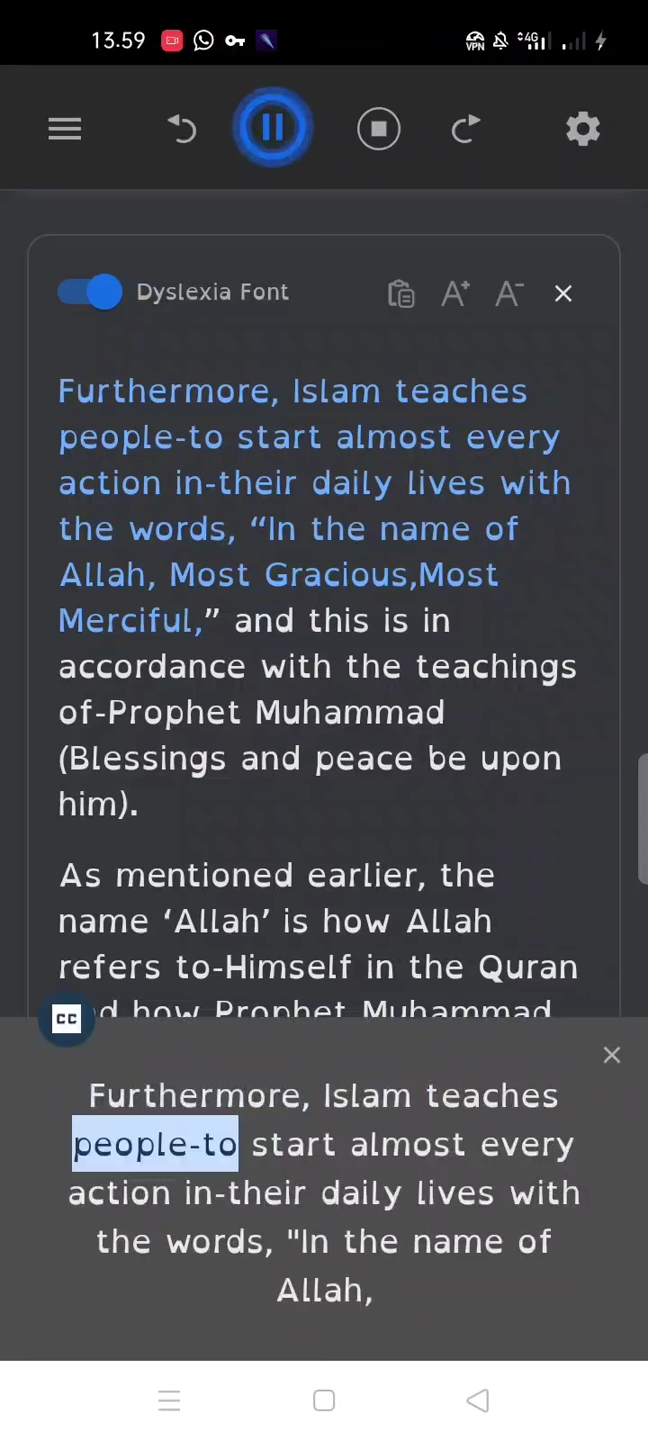 13.59
VPN 4G
Dyslexia Font A+ A-
Furthermore, Islam teaches
people-to start almost every
action in-their daily lives with
the words, “In the name of
Allah, Most Gracious,Most
Merciful,” and this is in
accordance with the teachings
of-Prophet Muhammad
(Blessings and peace be upon
him).
As mentioned earlier, the
name ‘Allah’ is how Allah
refers to-Himself in the Quran
how Prophet Muhammad
CC
Furthermore, Islam teaches
people-to start almost every
action in-their daily lives with
the words, "In the name of
Allah,